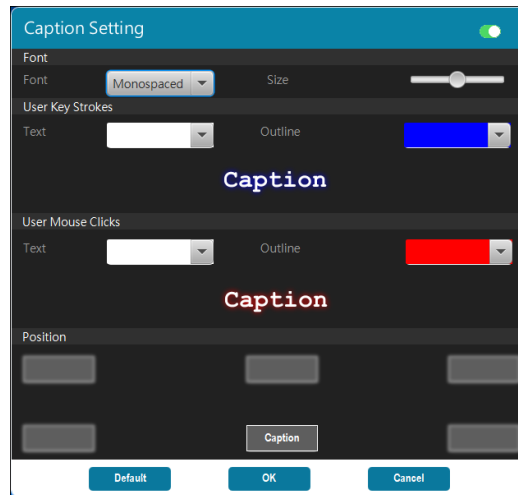 Caption Setting
Font
Font Monospaced Size
User Key Strokes
Text Outline
Caption
User Mouse Clicks
Text Outline
Caption
Position
Caption
Default OK Cancel